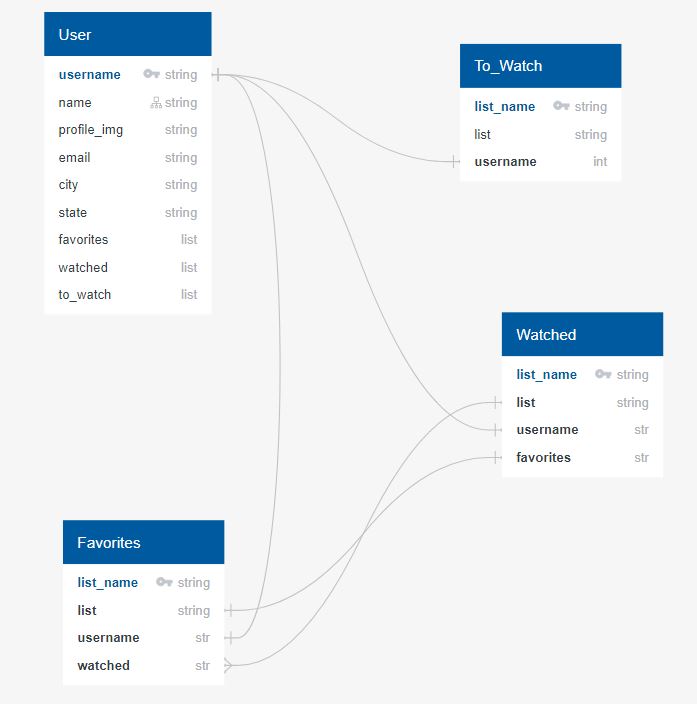 User
username string
name string
profile_img string
email string
city string
state string
favorites list
watched list
to_watch list
To_Watch
list_name string
list string
username int
Watched
list_name string
list string
username str
favorites str
Favorites
list_name string
list string
username str
watched str